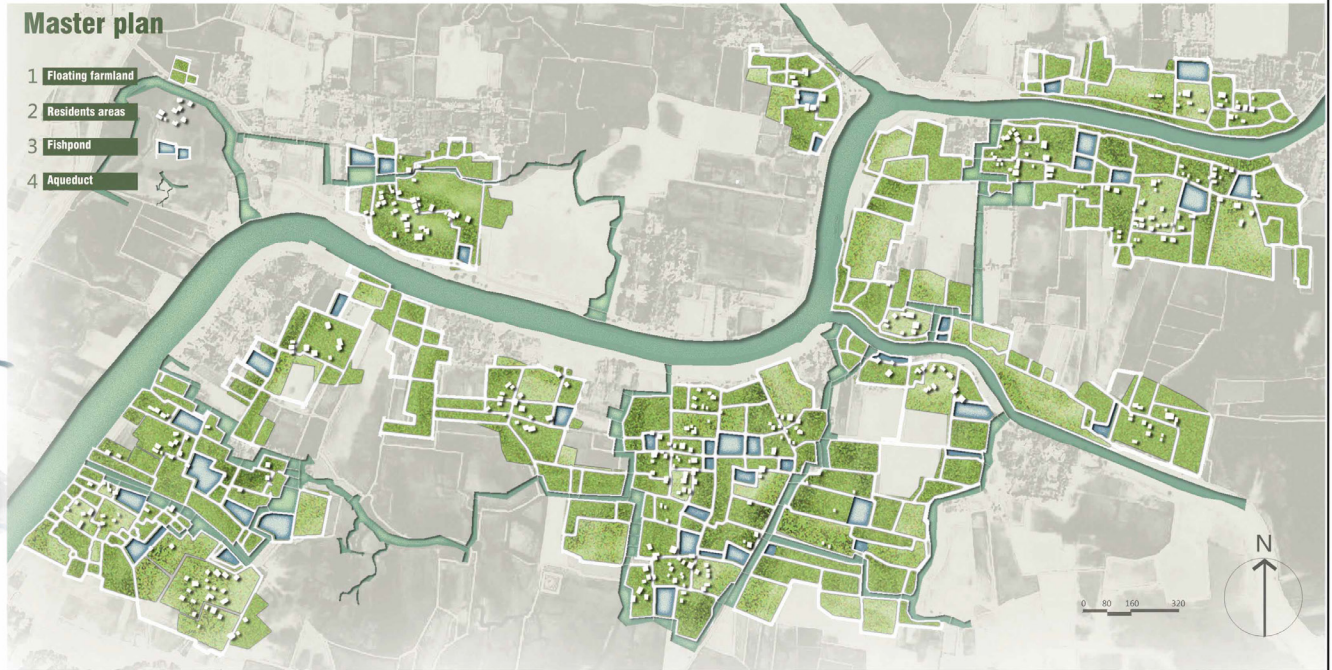 Master plan
1 Floating farmland
2 Residents areas
3 Fishpond
4 Aqueduct
N
0 80 160 320